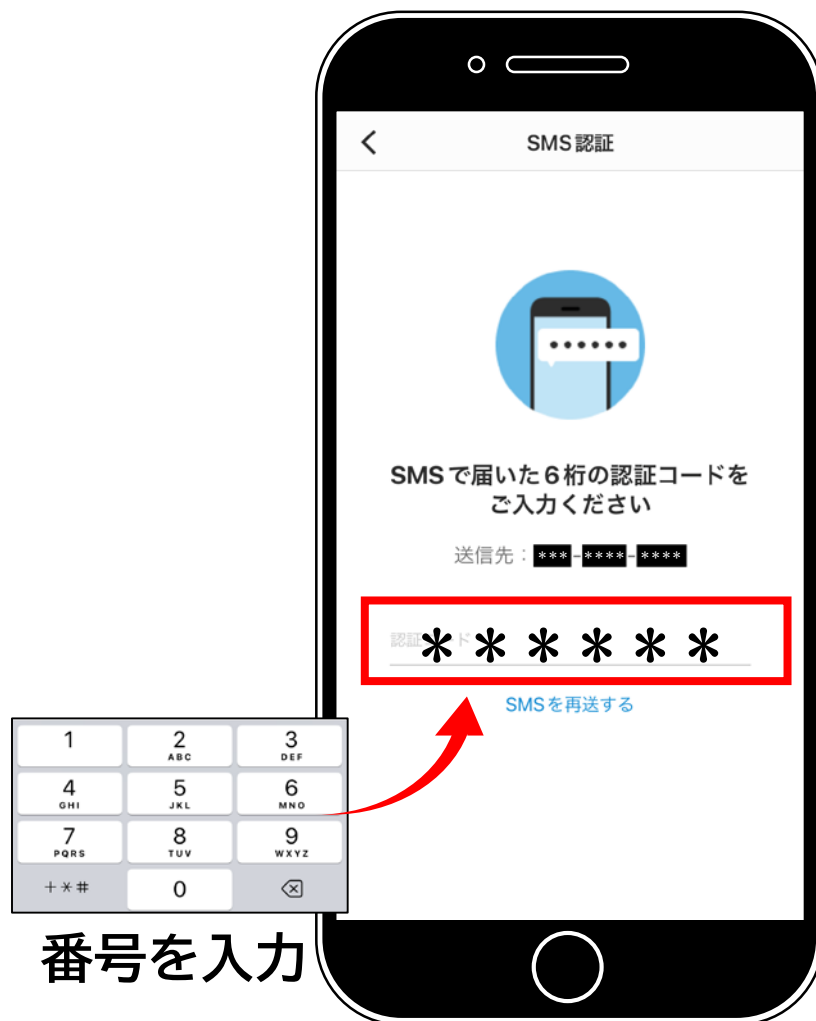 SMS認証
SMSで届いた6桁の認証コードを
ご入力ください
送信先：***-****-****
＊＊＊＊＊＊
SMSを再送する
1 2 3
ABC DEF
4 5 6
GHI JKL MNO
7 8 9
PQRS TUV WXYZ
+*# 0
番号を入力